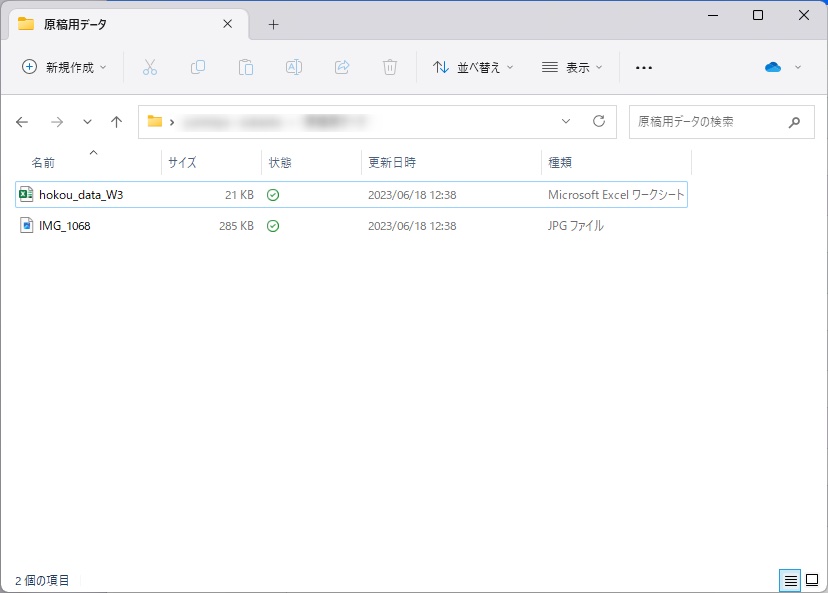 原稿用データ
新規作成
並べ替え
表示
原稿用データの検索
名前 サイズ 状態 更新日時 種類
hokou_data_W3 21 KB 2023/06/18 12:38 Microsoft Excel ワークシート
IMG_1068 285 KB 2023/06/18 12:38 JPG ファイル
2 個の項目